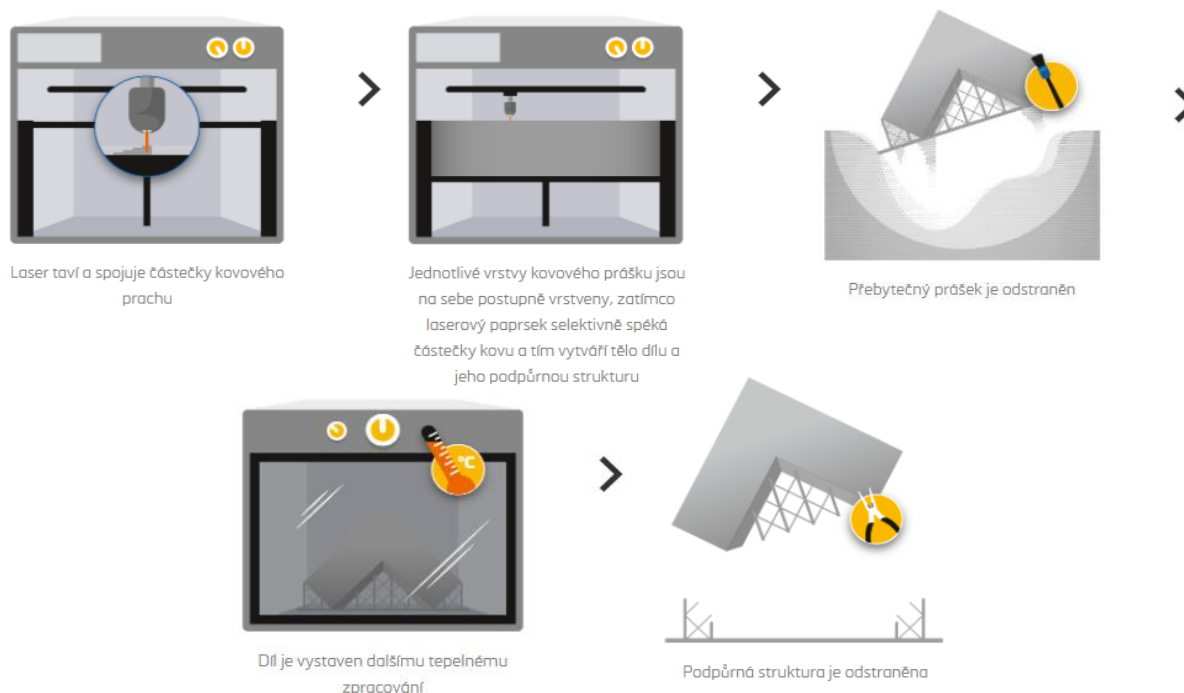 Laser taví a spojuje částečky kovového
prachu
Jednotlivé vrstvy kovového prášku jsou
na sebe postupně vrstveny, zatímco
laserový paprsek selektivně spéká
částečky kovu a tím vytváří tělo dílu a
jeho podpůrnou strukturu
Přebytečný prášek je odstraněn
°C
Díl je vystaven dalšímu tepelnému
zpracování
Podpůrná struktura je odstraněna